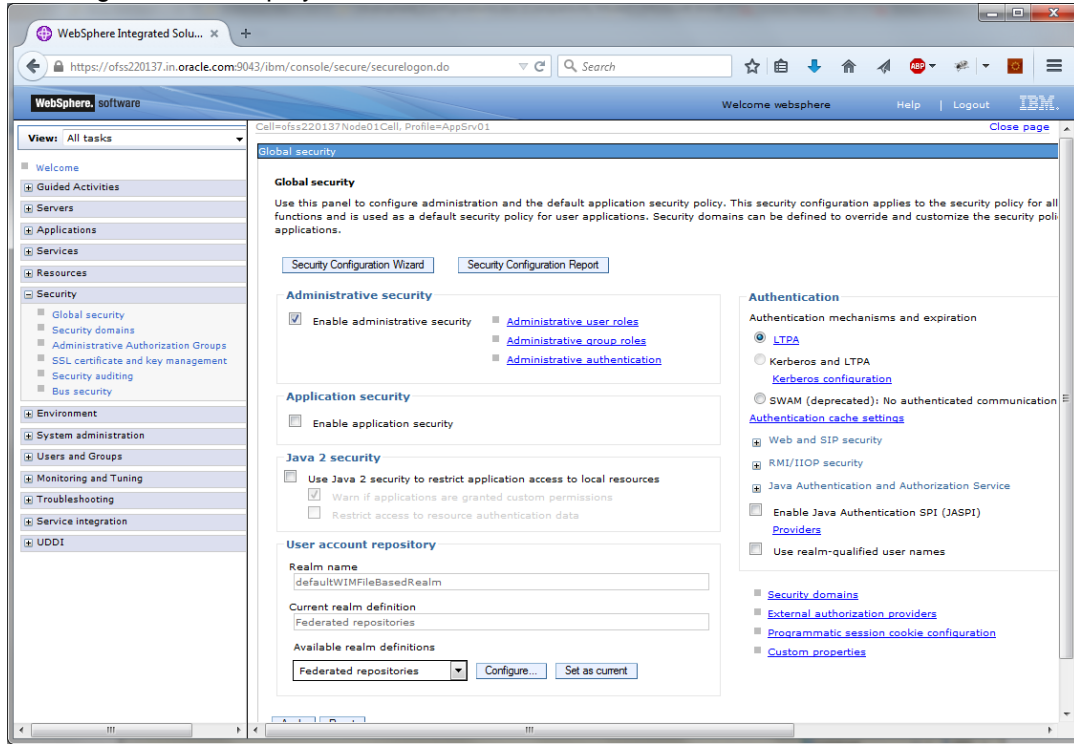 WebSphere Integrated Solu...
https://ofss220137.in.oracle.com:9043/ibm/console/secure/securelogon.do
Search
ABP
WebSphere. software
Welcome websphere
Help | Logout
IBM.
View: All tasks
Welcome
Guided Activities
Servers
Applications
Services
Resources
Security
Global security
Security domains
Administrative Authorization Groups
SSL certificate and key management
Security auditing
Bus security
Environment
System administration
Users and Groups
Monitoring and Tuning
Troubleshooting
Service integration
UDDI
Cell=ofss220137Node01Cell, Profile=AppSrv01
Close page
Global security
Global security
Use this panel to configure administration and the default application security policy. This security configuration applies to the security policy for all
functions and is used as a default security policy for user applications. Security domains can be defined to override and customize the security poli
applications.
Security Configuration Wizard
Security Configuration Report
Administrative security
Enable administrative security
Administrative user roles
Administrative group roles
Administrative authentication
Application security
Enable application security
Java 2 security
Use Java 2 security to restrict application access to local resources
Warn if applications are granted custom permissions
Restrict access to resource authentication data
User account repository
Realm name
defaultWIMFileBasedRealm
Current realm definition
Federated repositories
Available realm definitions
Federated repositories
Configure...
Set as current
Authentication
Authentication mechanisms and expiration
LTPA
Kerberos and LTPA
Kerberos configuration
SWAM (deprecated): No authenticated communication
Authentication cache settings
Web and SIP security
RMI/IIOP security
Java Authentication and Authorization Service
Enable Java Authentication SPI (JASPI)
Providers
Use realm-qualified user names
Security domains
External authorization providers
Programmatic session cookie configuration
Custom properties